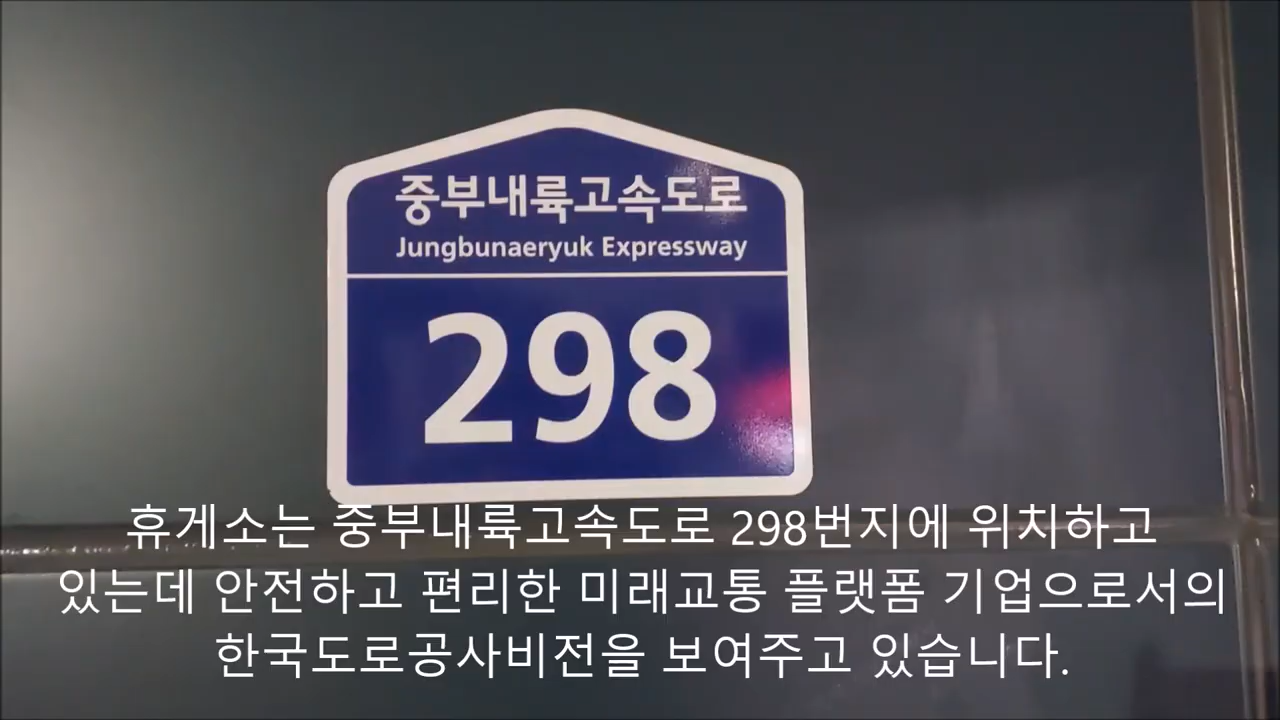 중부내륙고속도로
Jungbunaeryuk Expressway
298
휴게소는 중부내륙고속도로 298번지에 위치하고
있는데 안전하고 편리한 미래교통 플랫폼 기업으로서의
한국도로공사비전을 보여주고 있습니다.